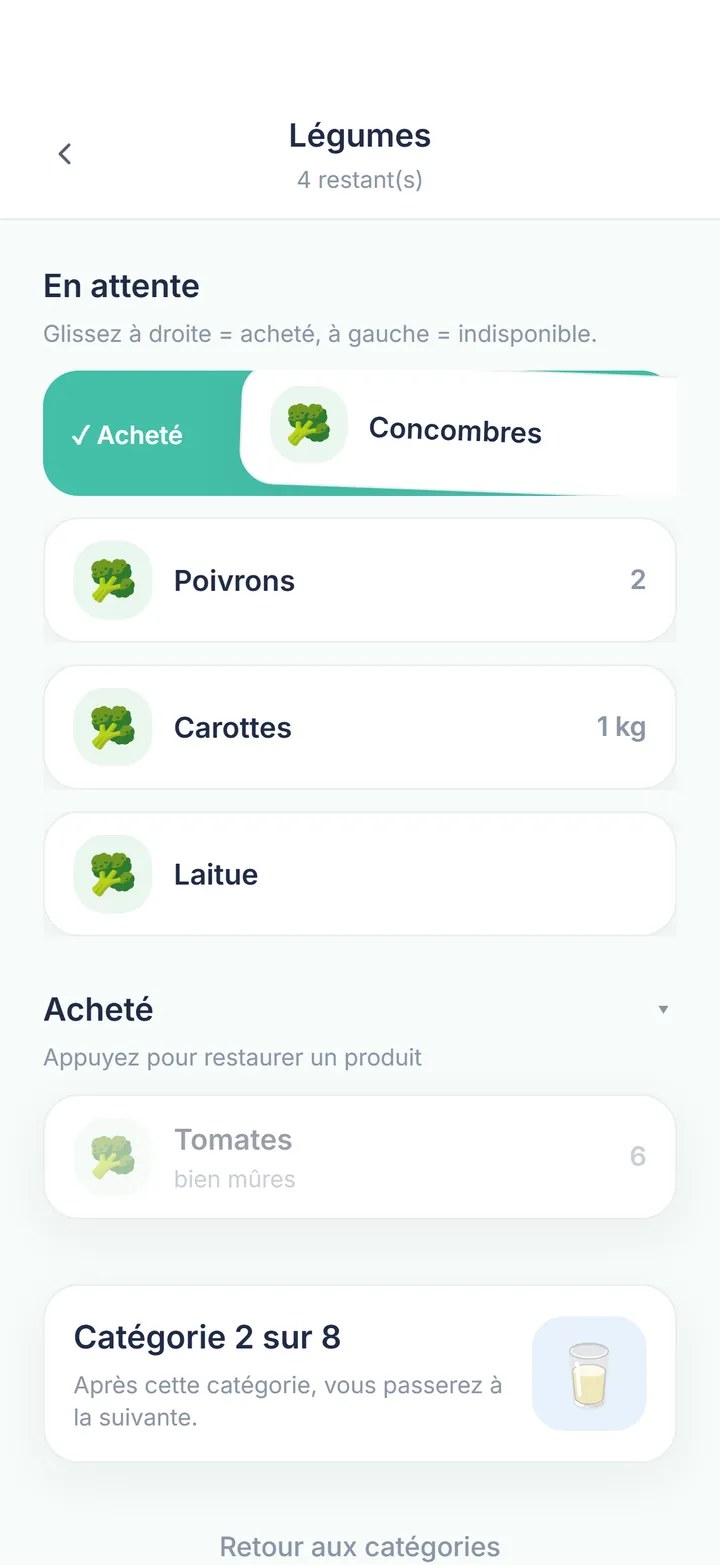 Légumes
4 restant(s)
En attente
Glissez à droite = acheté, à gauche = indisponible.
✓ Acheté
Concombres
Poivrons
2
Carottes
1 kg
Laitue
Acheté
Appuyez pour restaurer un produit
Tomates
bien mûres
6
Catégorie 2 sur 8
Après cette catégorie, vous passerez à
la suivante.
Retour aux catégories